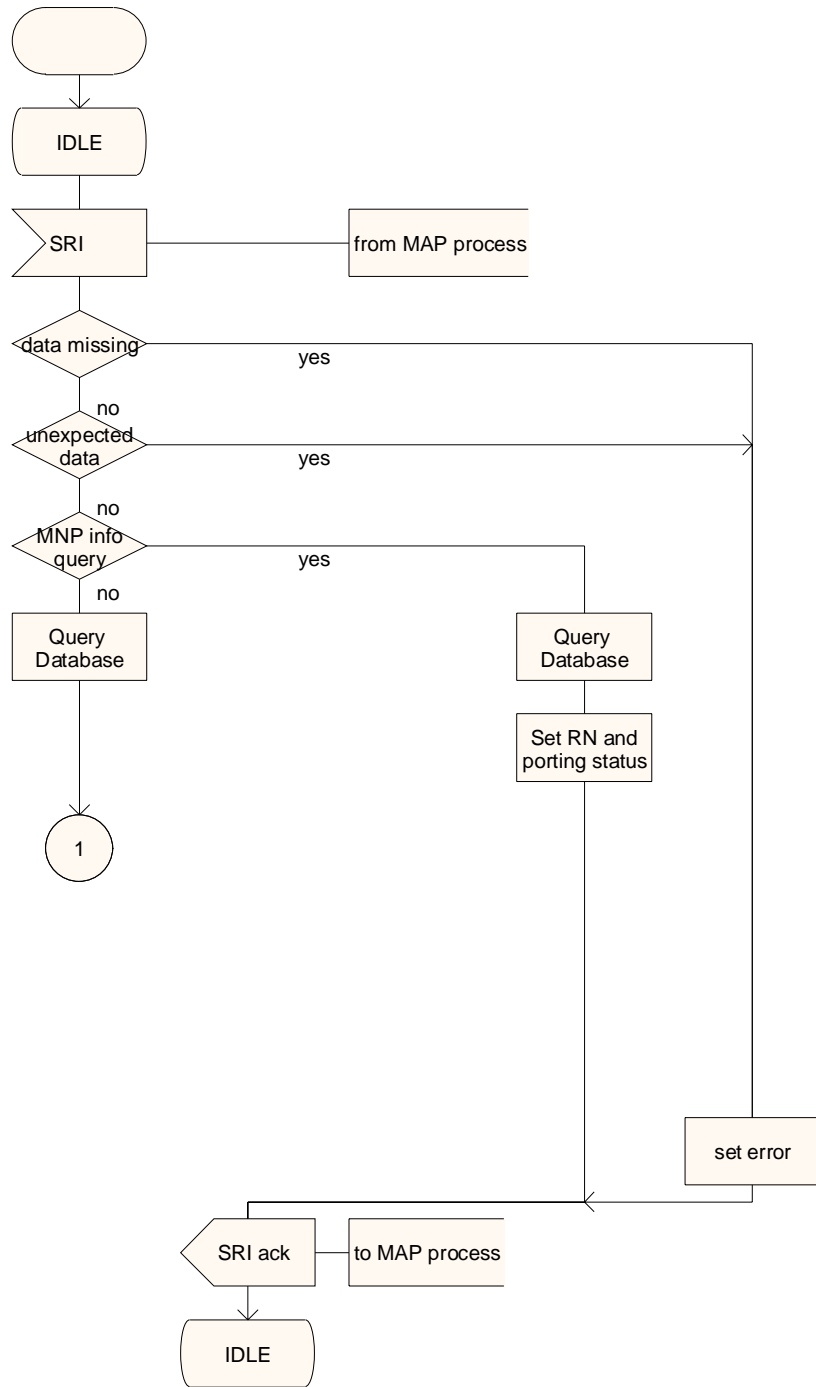 IDLE
SRI
from MAP process
data missing
yes
no
unexpected
data
yes
no
MNP info
query
yes
no
Query
Database
Query
Database
Set RN and
porting status
1
set error
SRI ack
to MAP process
IDLE